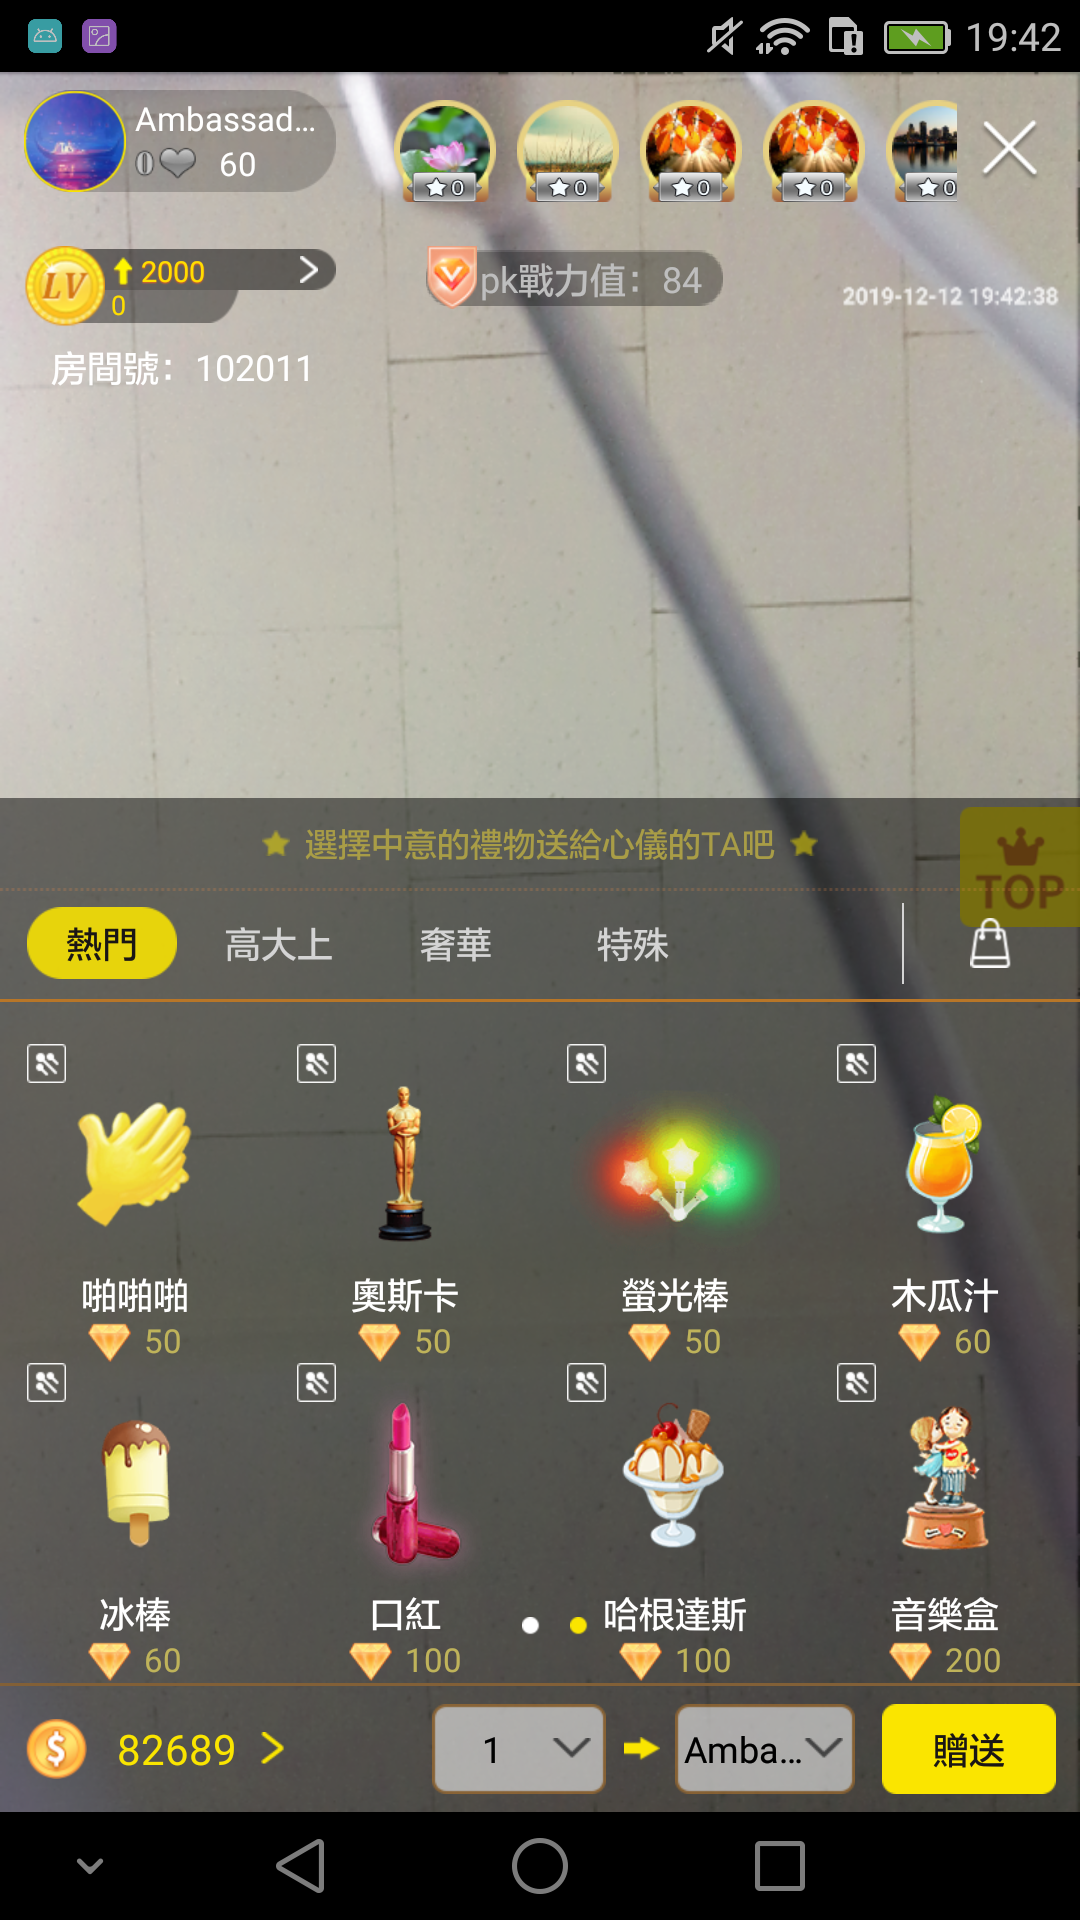 19:42
Ambassad...
0 60
0
0
0
0
0
LV 2000
0
pk戰力值：84
2019-12-12 19:42:38
房間號：102011
選擇中意的禮物送給心儀的TA吧
TOP
熱門 高大上 奢華 特殊
啪啪啪 奧斯卡 螢光棒 木瓜汁
50 50 50 60
冰棒 口紅 哈根達斯 音樂盒
60 100 100 200
82689 1 Amba... 贈送